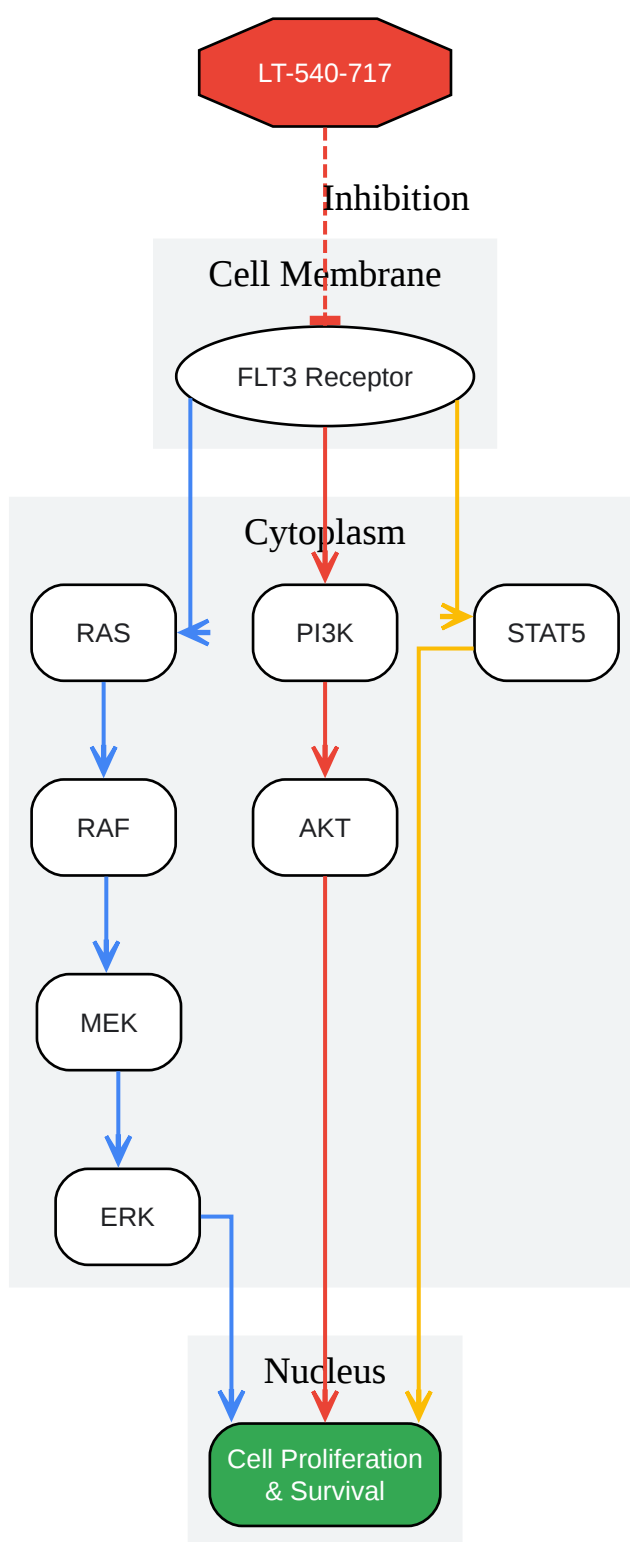 LT-540-717
Inhibition
Cell Membrane
FLT3 Receptor
Cytoplasm
RAS
PI3K
STAT5
RAF
AKT
MEK
ERK
Nucleus
Cell Proliferation
& Survival